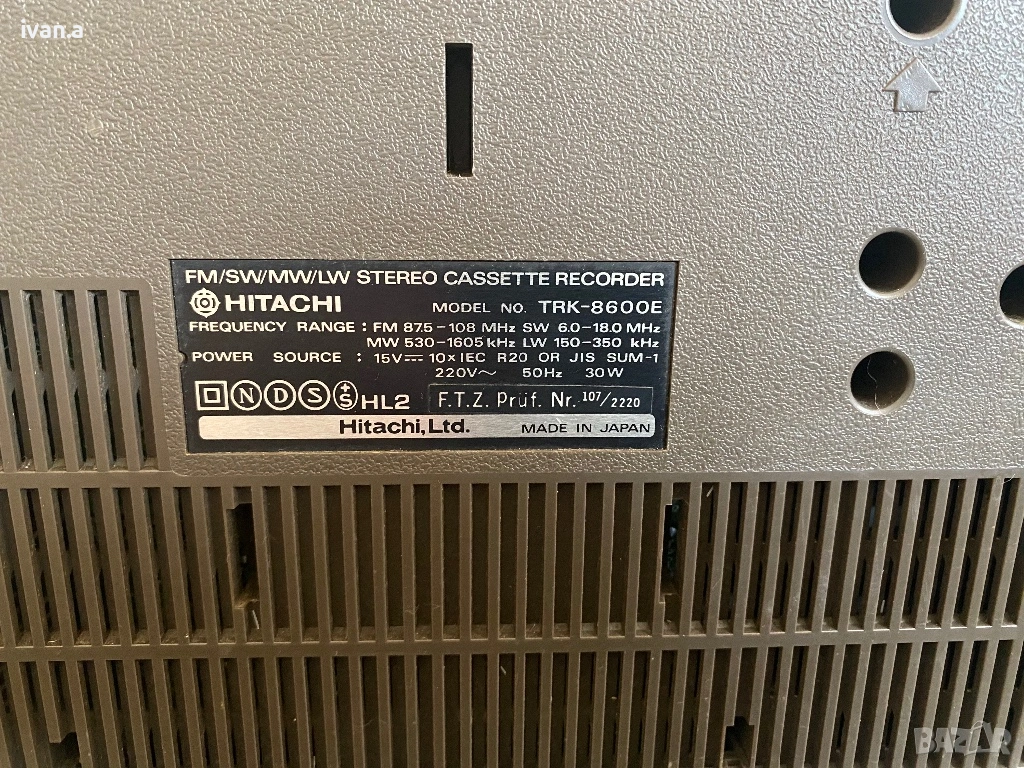 ivan.a
FM/SW/MW/LW STEREO CASSETTE RECORDER
HITACHI MODEL NO. TRK-8600E
FREQUENCY RANGE : FM 87.5-108 MHz SW 6.0-18.0 MHz
MW 530-1605 kHz LW 150-350 kHz
POWER SOURCE : 15V⎓ 10×IEC R20 OR JIS SUM-1
220V～ 50Hz 30W
N D S +S HL2 F.T.Z. Prüf. Nr. 107/2220
Hitachi, Ltd. MADE IN JAPAN
BAZAR